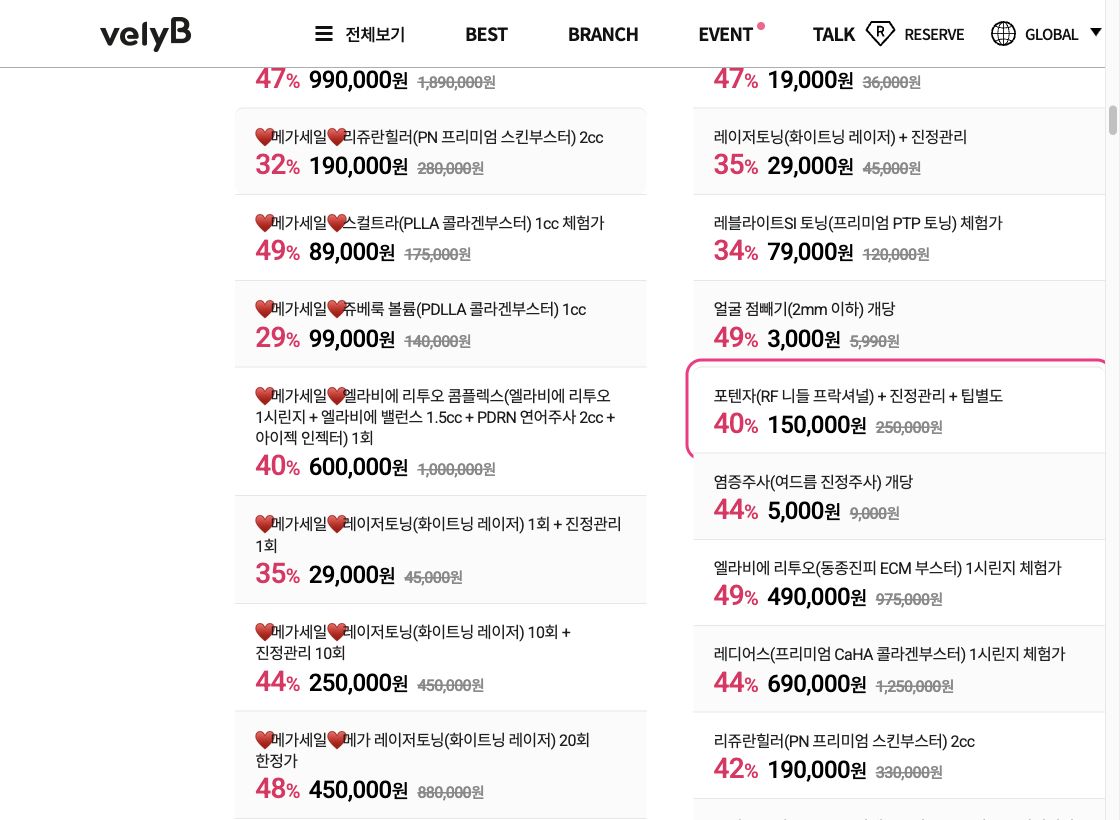 velyB
전체보기
BEST
BRANCH
EVENT
TALK
R
RESERVE
GLOBAL
47% 990,000원 1,890,000원
❤️메가세일❤️리쥬란힐러(PN 프리미엄 스킨부스터) 2cc
32% 190,000원 280,000원
❤️메가세일❤️스컬트라(PLLA 콜라겐부스터) 1cc 체험가
49% 89,000원 175,000원
❤️메가세일❤️쥬베룩 볼륨(PDLLA 콜라겐부스터) 1cc
29% 99,000원 140,000원
❤️메가세일❤️엘라비에 리투오 콤플렉스(엘라비에 리투오
1시린지 + 엘라비에 밸런스 1.5cc + PDRN 연어주사 2cc +
아이젝 인젝터) 1회
40% 600,000원 1,000,000원
❤️메가세일❤️레이저토닝(화이트닝 레이저) 1회 + 진정관리
1회
35% 29,000원 45,000원
❤️메가세일❤️레이저토닝(화이트닝 레이저) 10회 +
진정관리 10회
44% 250,000원 450,000원
❤️메가세일❤️메가 레이저토닝(화이트닝 레이저) 20회
한정가
48% 450,000원 880,000원
47% 19,000원 36,000원
레이저토닝(화이트닝 레이저) + 진정관리
35% 29,000원 45,000원
레블라이트SI 토닝(프리미엄 PTP 토닝) 체험가
34% 79,000원 120,000원
얼굴 점빼기(2mm 이하) 개당
49% 3,000원 5,990원
포텐자(RF 니들 프락셔널) + 진정관리 + 팁별도
40% 150,000원 250,000원
염증주사(여드름 진정주사) 개당
44% 5,000원 9,000원
엘라비에 리투오(동종진피 ECM 부스터) 1시린지 체험가
49% 490,000원 975,000원
레디어스(프리미엄 CaHA 콜라겐부스터) 1시린지 체험가
44% 690,000원 1,250,000원
리쥬란힐러(PN 프리미엄 스킨부스터) 2cc
42% 190,000원 330,000원